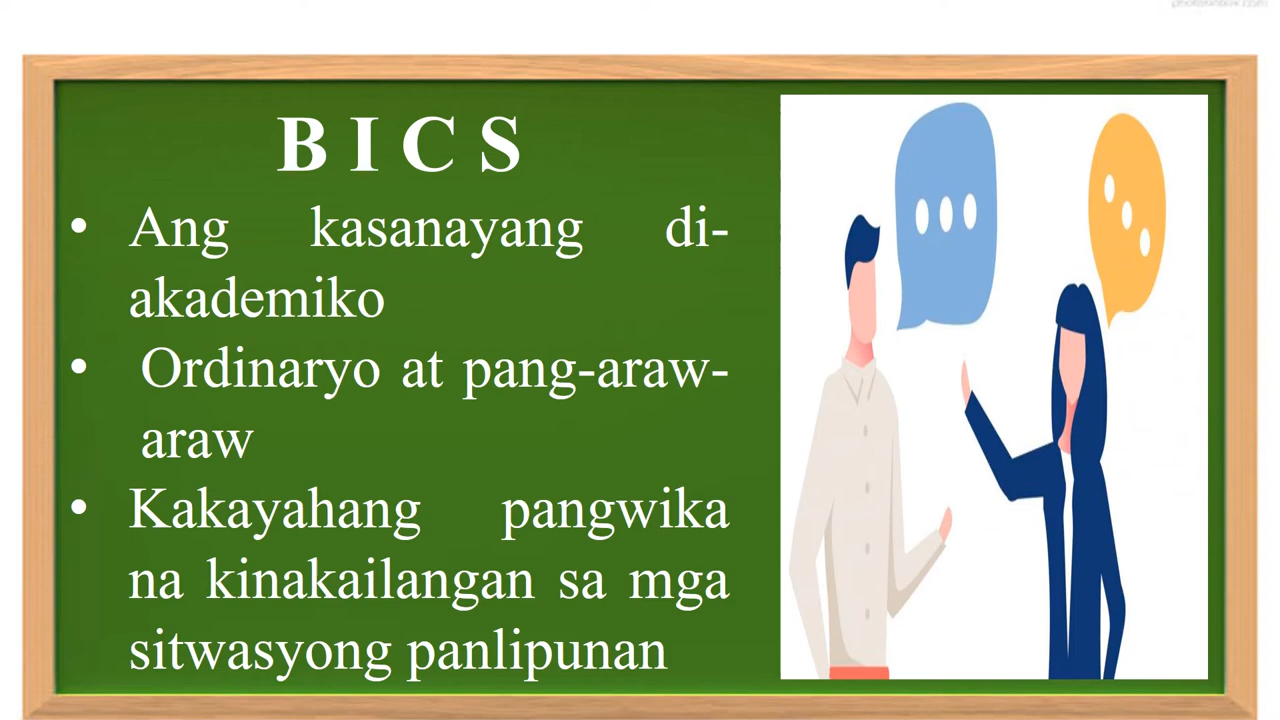 B I C S
• Ang kasanayang di-
akademiko
• Ordinaryo at pang-araw-
araw
• Kakayahang pangwika
na kinakailangan sa mga
sitwasyong panlipunan